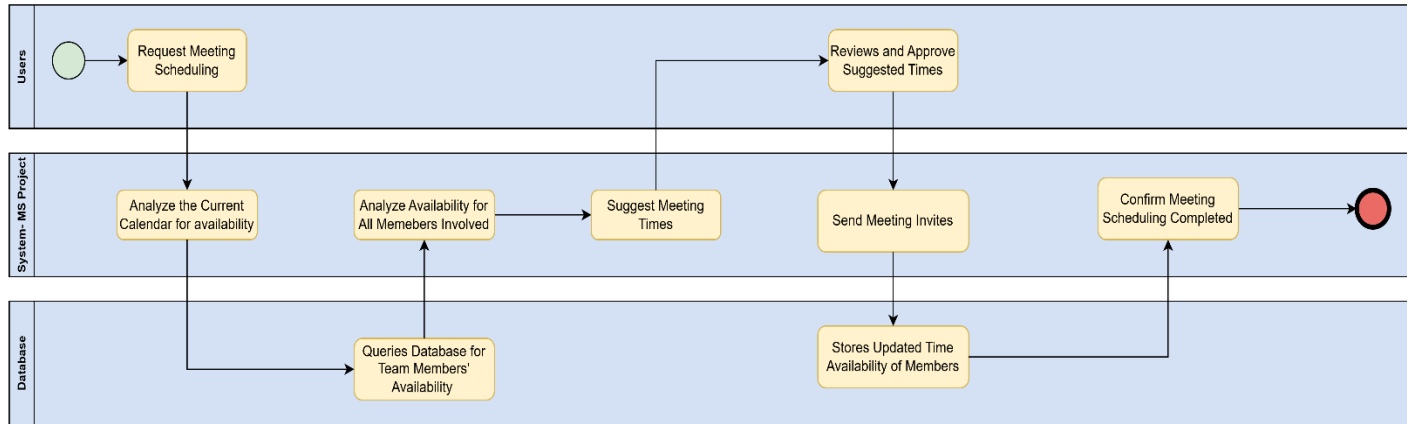 Users
Request Meeting
Scheduling
Reviews and Approve
Suggested Times
System- MS Project
Analyze the Current
Calendar for availability
Analyze Availability for
All Memebers Involved
Suggest Meeting
Times
Send Meeting Invites
Confirm Meeting
Scheduling Completed
Database
Queries Database for
Team Members'
Availability
Stores Updated Time
Availability of Members